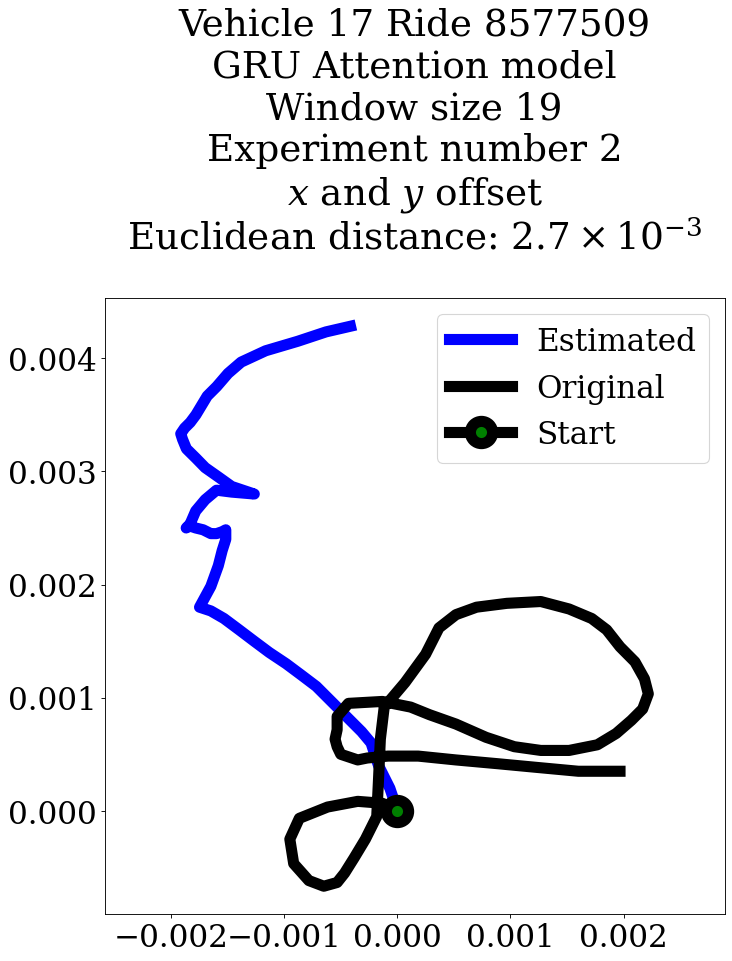 Vehicle 17 Ride 8577509
GRU Attention model
Window size 19
Experiment number 2
x and y offset
Euclidean distance: 2.7 × 10⁻³
Estimated
Original
Start
0.004
0.003
0.002
0.001
0.000
−0.002 −0.001 0.000 0.001 0.002